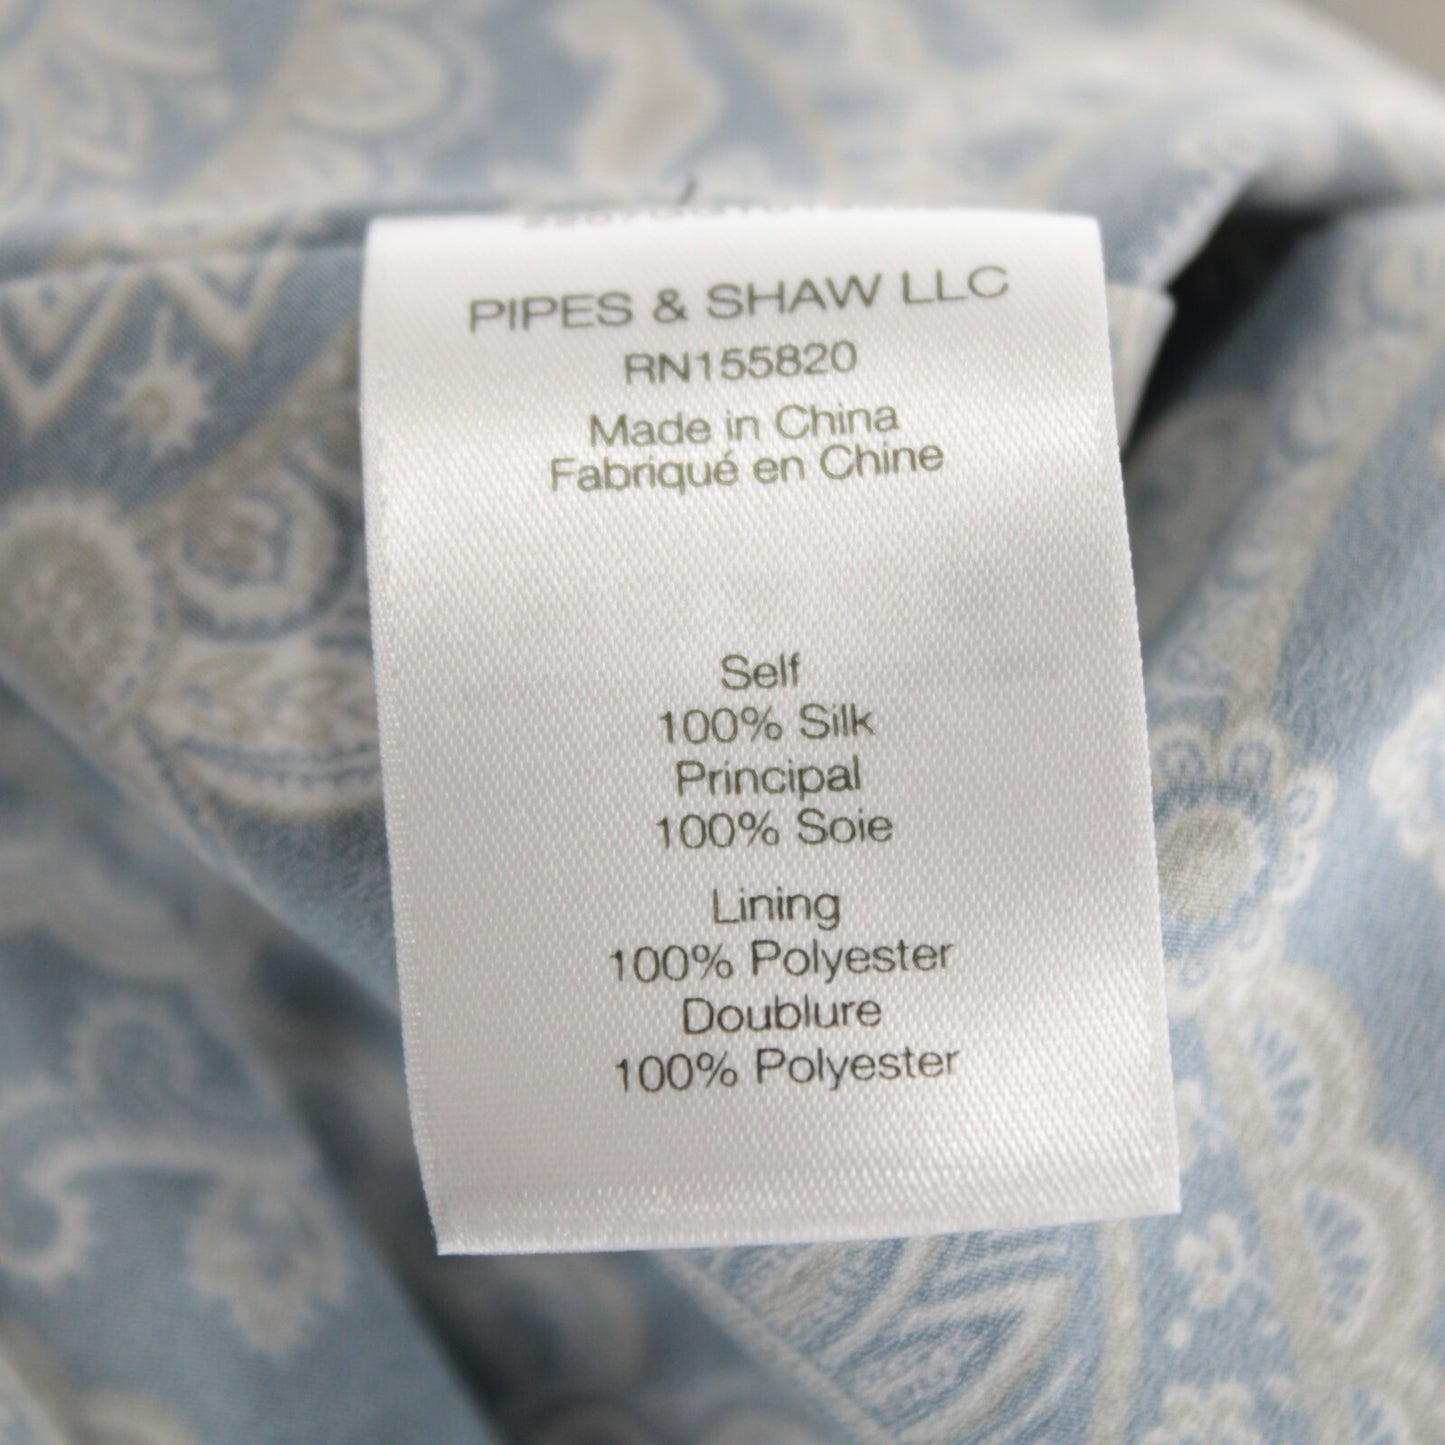 PIPES & SHAW LLC
RN155820
Made in China
Fabriqué en Chine
Self
100% Silk
Principal
100% Soie
Lining
100% Polyester
Doublure
100% Polyester